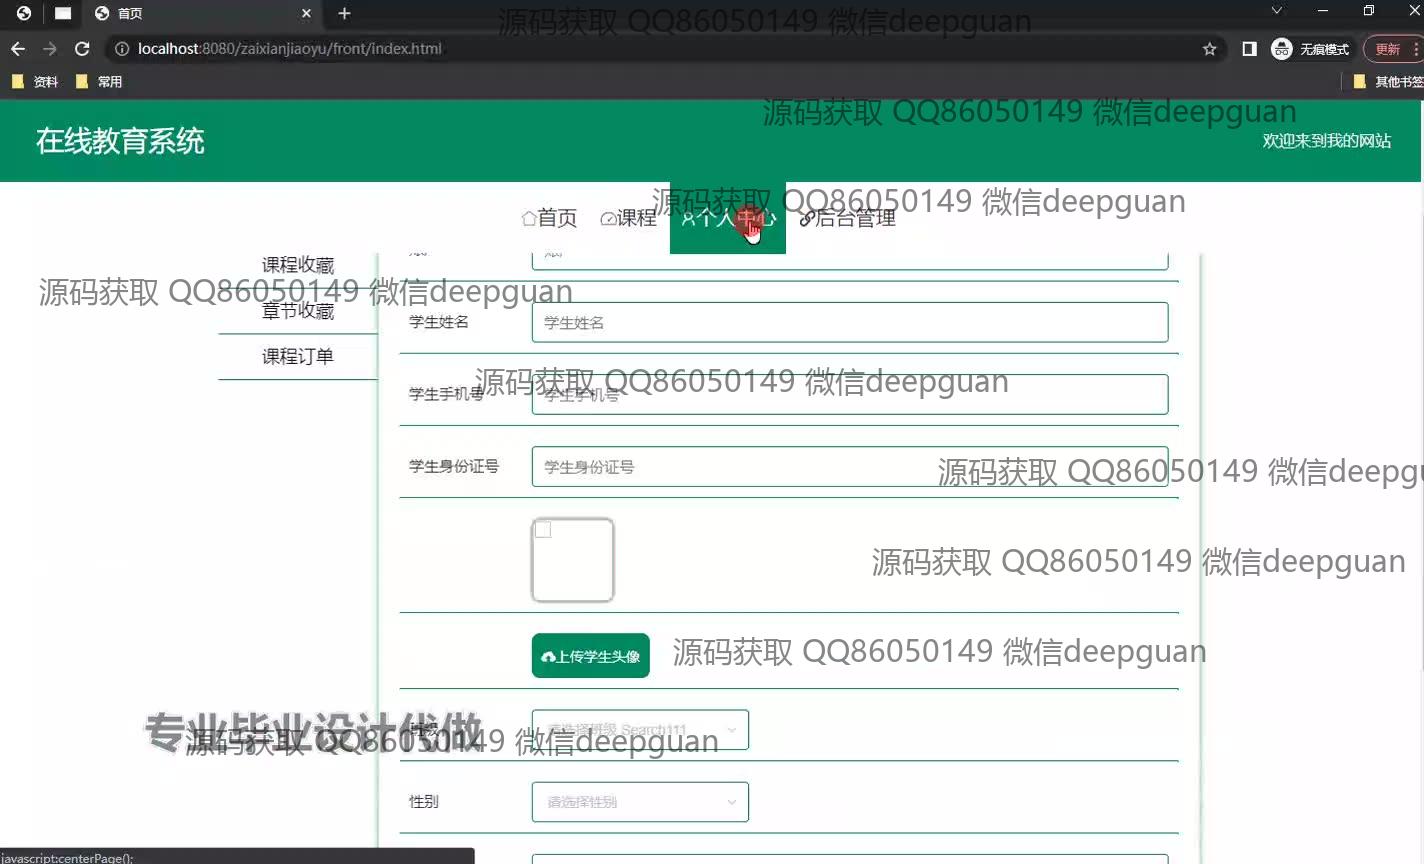 首页
源码获取 QQ86050149 微信deepguan
localhost:8080/zaixianjiaoyu/front/index.html
无痕模式
更新
资料
常用
其他书签
源码获取 QQ86050149 微信deepguan
在线教育系统
欢迎来到我的网站
源码获取 QQ86050149 微信deepguan
首页
课程
个人中心
后台管理
课程收藏
源码获取 QQ86050149 微信deepguan
章节收藏
学生姓名
学生姓名
课程订单
源码获取 QQ86050149 微信deepguan
学生手机号
学生手机号
学生身份证号
学生身份证号
源码获取 QQ86050149 微信deepgu
源码获取 QQ86050149 微信deepguan
上传学生头像
源码获取 QQ86050149 微信deepguan
专业毕业设计代做
班级
请选择班级 Search111
源码获取 QQ86050149 微信deepguan
性别
请选择性别
javascript:centerPage();